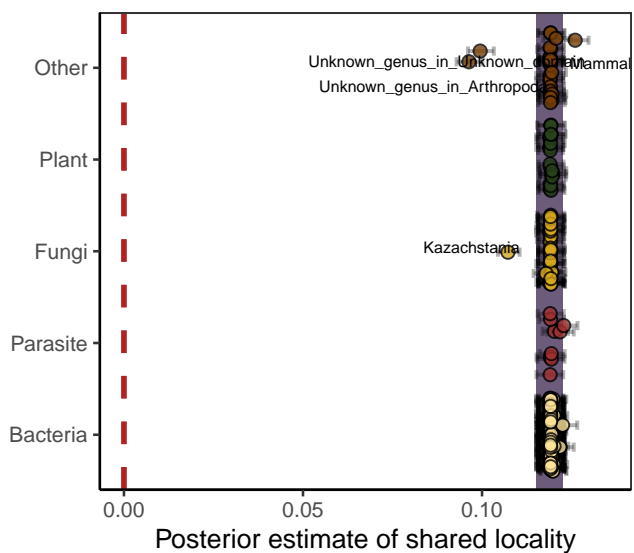 Other
Plant
Fungi
Parasite
Bacteria
Unknown_genus_in_Unknown_domain
Mammal
Unknown_genus_in_Arthropoda
Kazachstania
0.00
0.05
0.10
Posterior estimate of shared locality